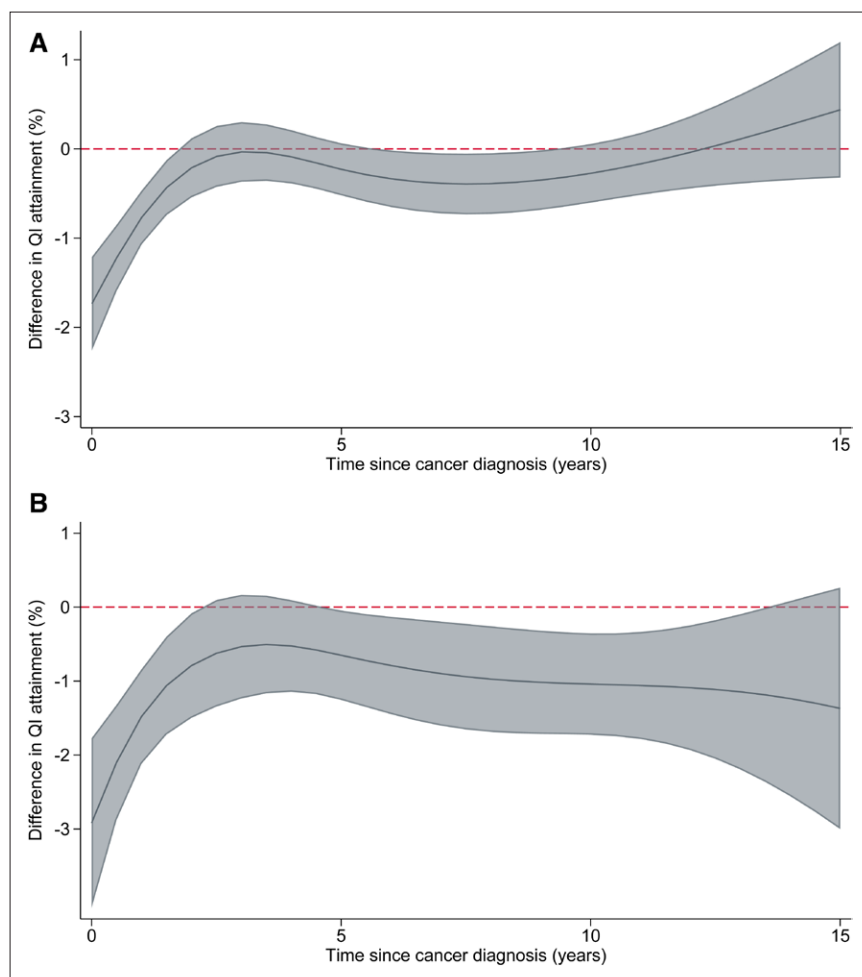 A
Difference in QI attainment (%)
1
0
-1
-2
-3
0 5 10 15
Time since cancer diagnosis (years)
B
Difference in QI attainment (%)
1
0
-1
-2
-3
0 5 10 15
Time since cancer diagnosis (years)